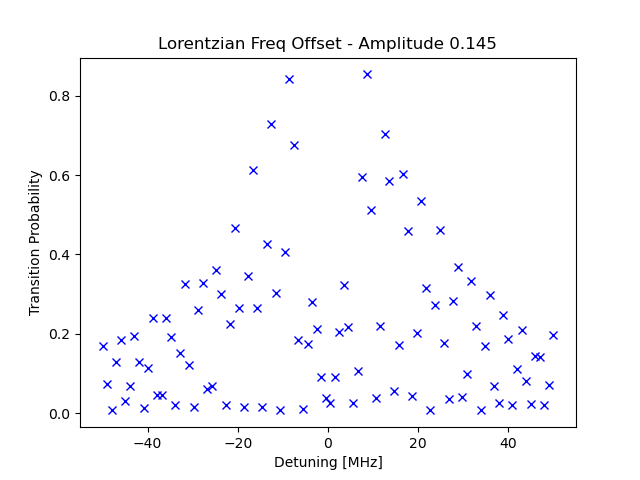 Lorentzian Freq Offset - Amplitude 0.145
Transition Probability
0.8
0.6
0.4
0.2
0.0
−40 −20 0 20 40
Detuning [MHz]